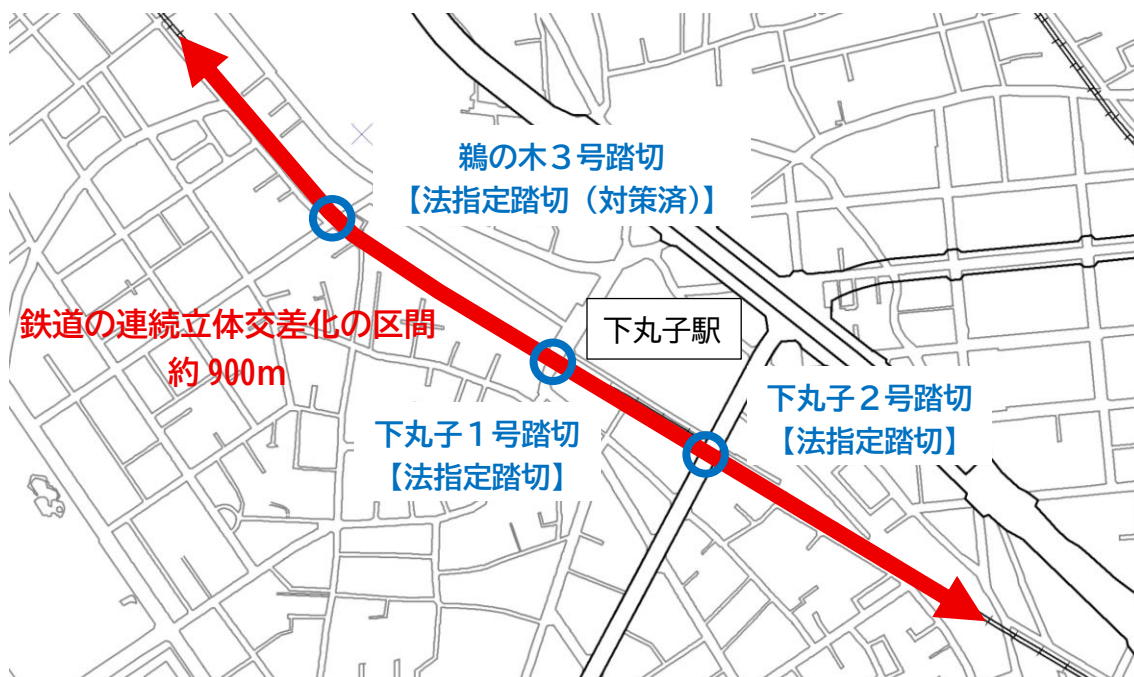 鵜の木３号踏切
【法指定踏切（対策済）】
鉄道の連続立体交差化の区間
約 900m
下丸子駅
下丸子１号踏切
【法指定踏切】
下丸子２号踏切
【法指定踏切】